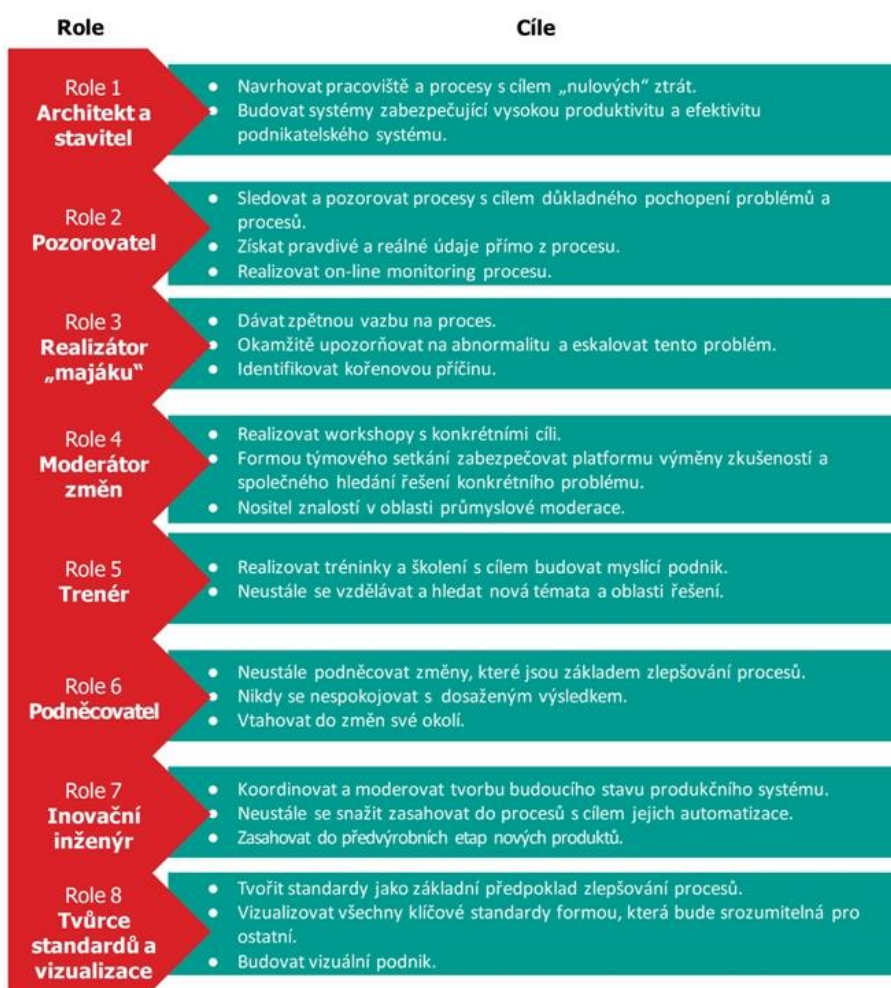 Role
Cíle
Role 1
Architekt a
stavitel
● Navrhovat pracoviště a procesy s cílem „nulových“ ztrát.
● Budovat systémy zabezpečující vysokou produktivitu a efektivitu
podnikatelského systému.
Role 2
Pozorovatel
● Sledovat a pozorovat procesy s cílem důkladného pochopení problémů a
procesů.
● Získat pravdivé a reálné údaje přímo z procesu.
● Realizovat on-line monitoring procesu.
Role 3
Realizátor
„majáku“
● Dávat zpětnou vazbu na proces.
● Okamžitě upozorňovat na abnormalitu a eskalovat tento problém.
● Identifikovat kořenovou příčinu.
Role 4
Moderátor
změn
● Realizovat workshopy s konkrétními cíli.
● Formou týmového setkání zabezpečovat platformu výměny zkušeností a
společného hledání řešení konkrétního problému.
● Nositel znalostí v oblasti průmyslové moderace.
Role 5
Trenér
● Realizovat tréninky a školení s cílem budovat myslící podnik.
● Neustále se vzdělávat a hledat nová témata a oblasti řešení.
Role 6
Podněcovatel
● Neustále podněcovat změny, které jsou základem zlepšování procesů.
● Nikdy se nespokojovat s dosaženým výsledkem.
● Vtahovat do změn své okolí.
Role 7
Inovační
inženýr
● Koordinovat a moderovat tvorbu budoucího stavu produkčního systému.
● Neustále se snažit zasahovat do procesů s cílem jejich automatizace.
● Zasahovat do předvýrobních etap nových produktů.
Role 8
Tvůrce
standardů a
vizualizace
● Tvořit standardy jako základní předpoklad zlepšování procesů.
● Vizualizovat všechny klíčové standardy formou, která bude srozumitelná pro
ostatní.
● Budovat vizuální podnik.